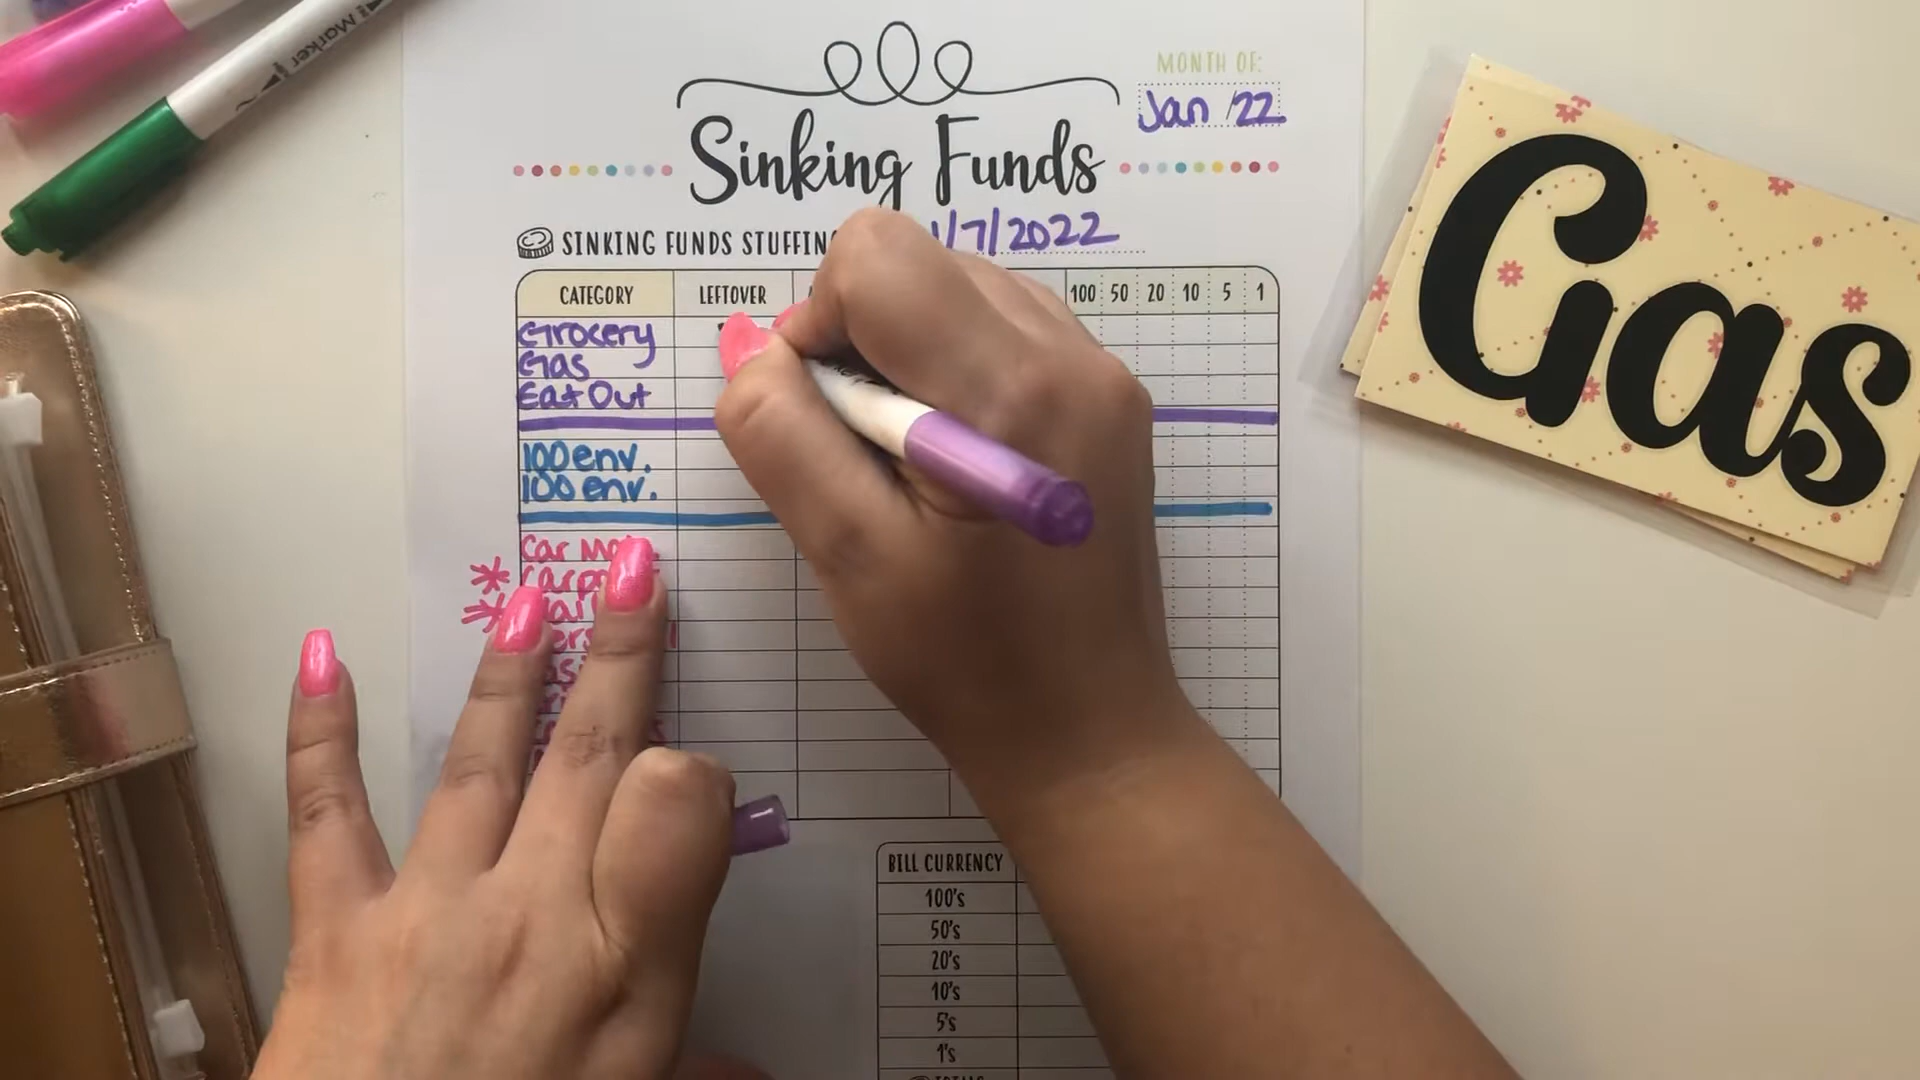 Marker
MONTH OF:
Jan /22
Sinking Funds
SINKING FUNDS STUFFING
1/7/2022
CATEGORY LEFTOVER 100 50 20 10 5 1
Grocery
Gas
Eat Out
100 env.
100 env.
Car
BILL CURRENCY
100's
50's
20's
10's
5's
1's
Gas